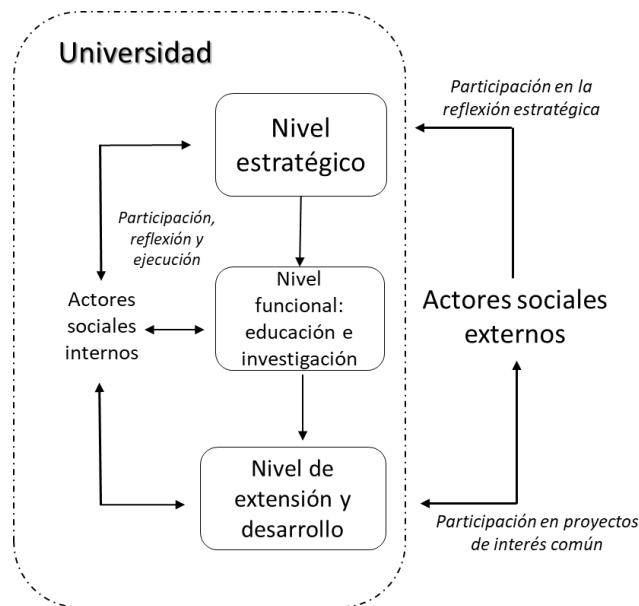 Universidad
Participación en la
reflexión estratégica
Nivel
estratégico
Participación,
reflexión y
ejecución
Nivel
funcional:
educación e
investigación
Actores
sociales
internos
Actores sociales
externos
Nivel de
extensión y
desarrollo
Participación en proyectos
de interés común